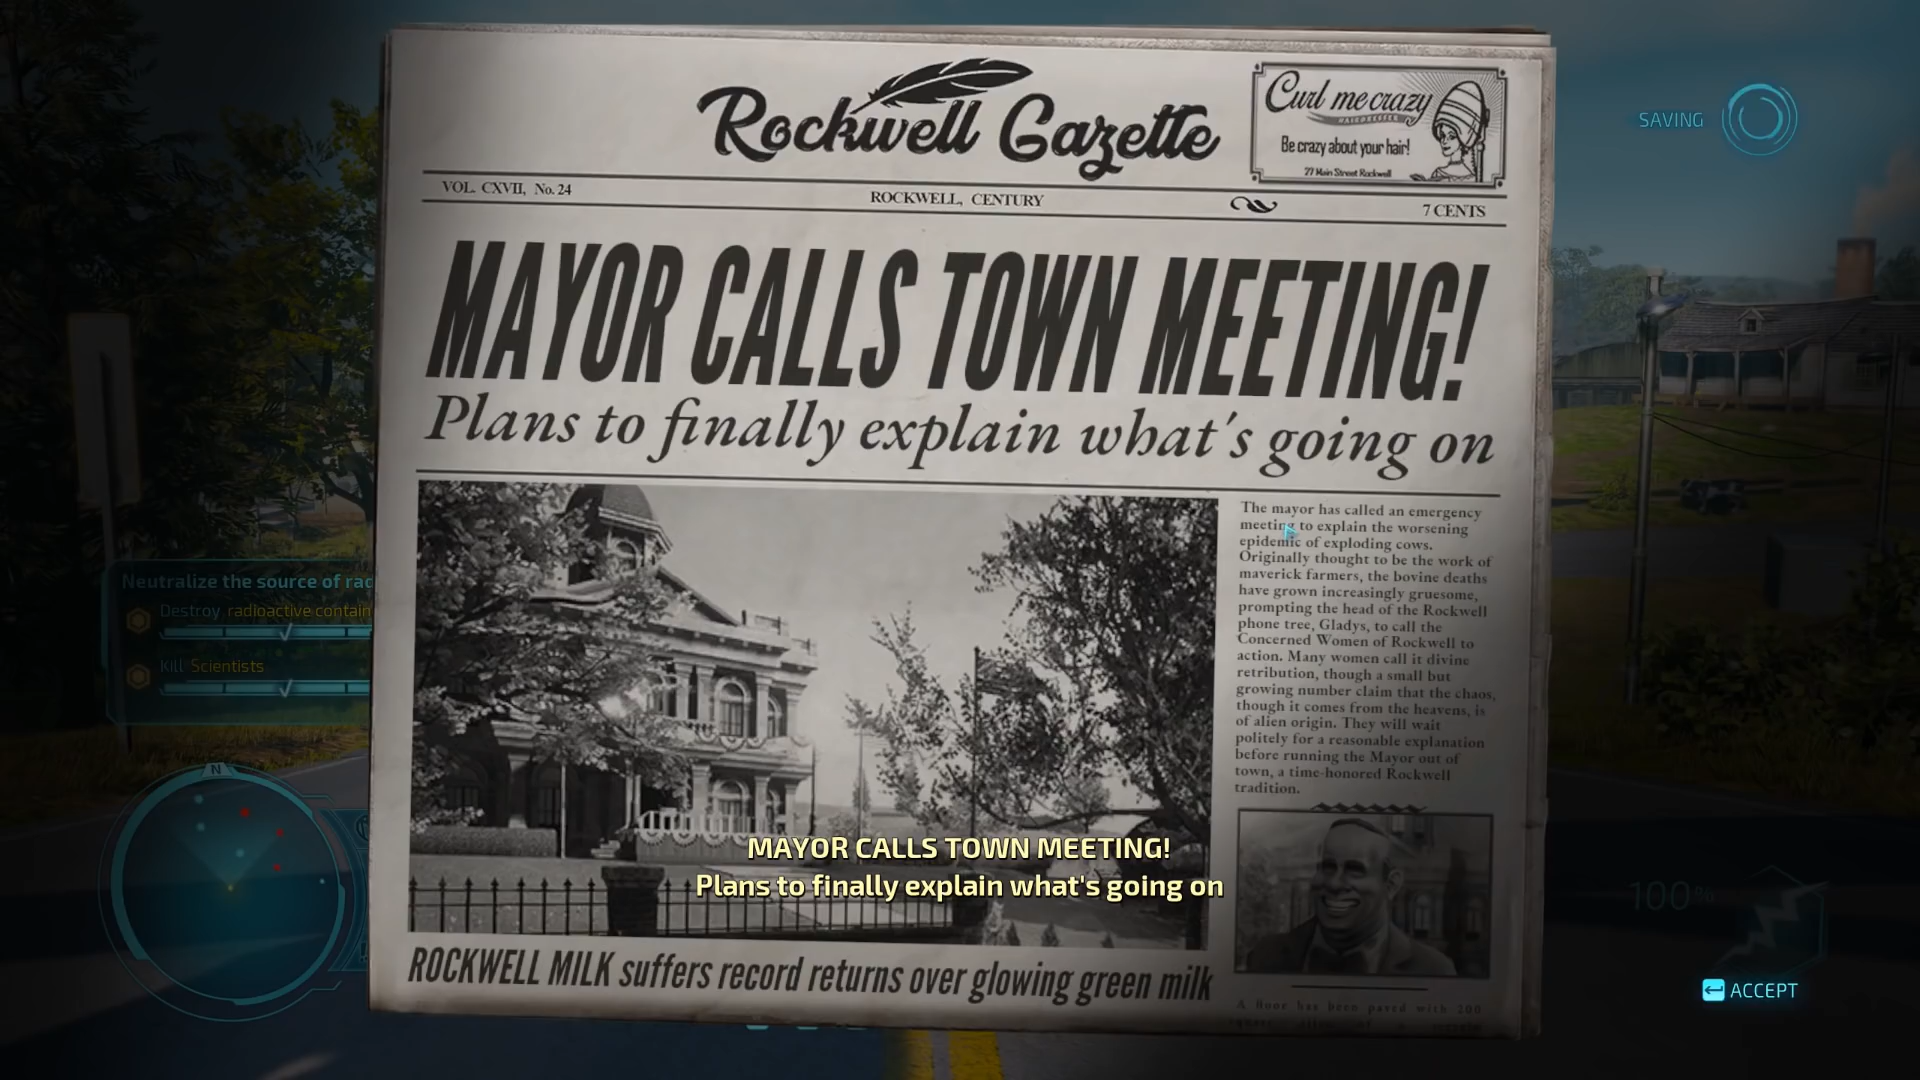 Rockwell Gazette
Curl me crazy
HAIRDRESSER
Be crazy about your hair!
27 Main Street Rockwell
VOL. CXVII, No. 24
ROCKWELL, CENTURY
7 CENTS
SAVING
MAYOR CALLS TOWN MEETING!
Plans to finally explain what's going on
The mayor has called an emergency
meeting to explain the worsening
epidemic of exploding cows.
Originally thought to be the work of
maverick farmers, the bovine deaths
have grown increasingly gruesome,
prompting the head of the Rockwell
phone tree, Gladys, to call the
Concerned Women of Rockwell to
action. Many women call it divine
retribution, though a small but
growing number claim that the chaos,
though it comes from the heavens, is
of alien origin. They will wait
politely for a reasonable explanation
before running the Mayor out of
town, a time-honored Rockwell
tradition.
Neutralize the source of rad
Destroy radioactive contain
Kill Scientists
N
MAYOR CALLS TOWN MEETING!
Plans to finally explain what's going on
ROCKWELL MILK suffers record returns over glowing green milk
A floor has been paved with 200
100%
ACCEPT